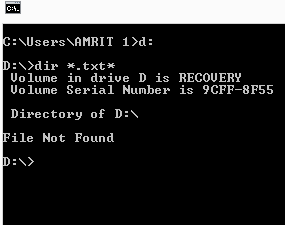 C:\Users\AMRIT 1>d:
D:\>dir *.txt*
Volume in drive D is RECOVERY
Volume Serial Number is 9CFF-8F55
Directory of D:\
File Not Found
D:\>